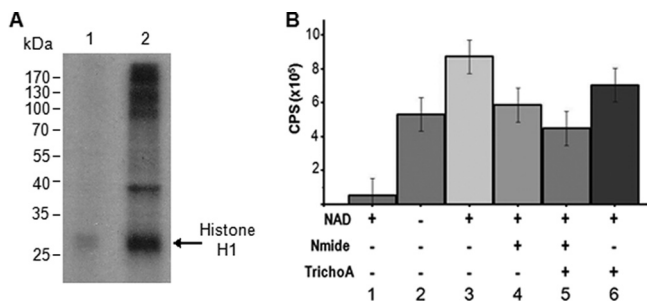 A
kDa
1 2
170
130
100
70
55
40
35
25
Histone
H1
B
CPS (x10⁵)
10
8
6
4
2
NAD + - + + + +
Nmide - - - + + -
TrichoA - - - - + +
1 2 3 4 5 6